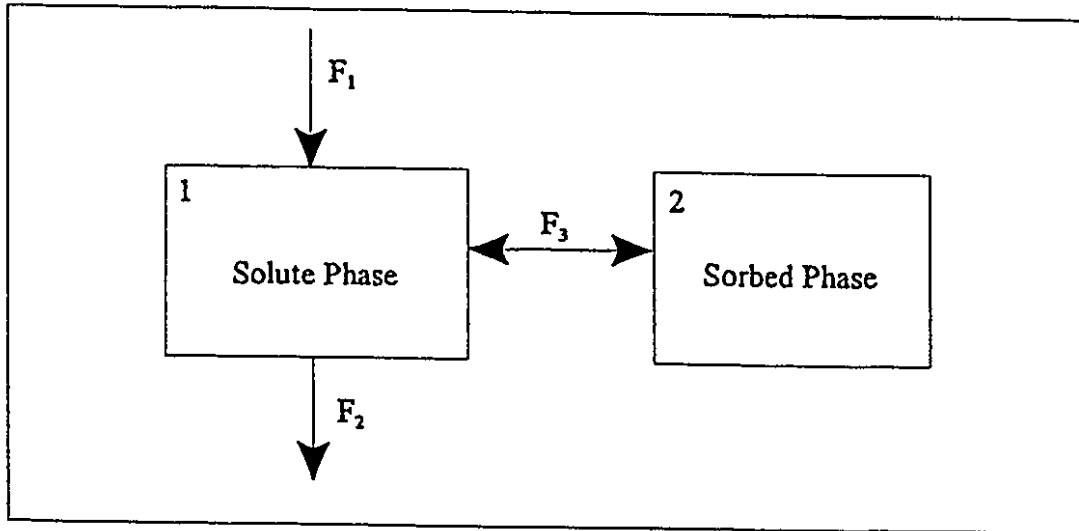 F₁
1
2
F₃
Solute Phase
Sorbed Phase
F₂